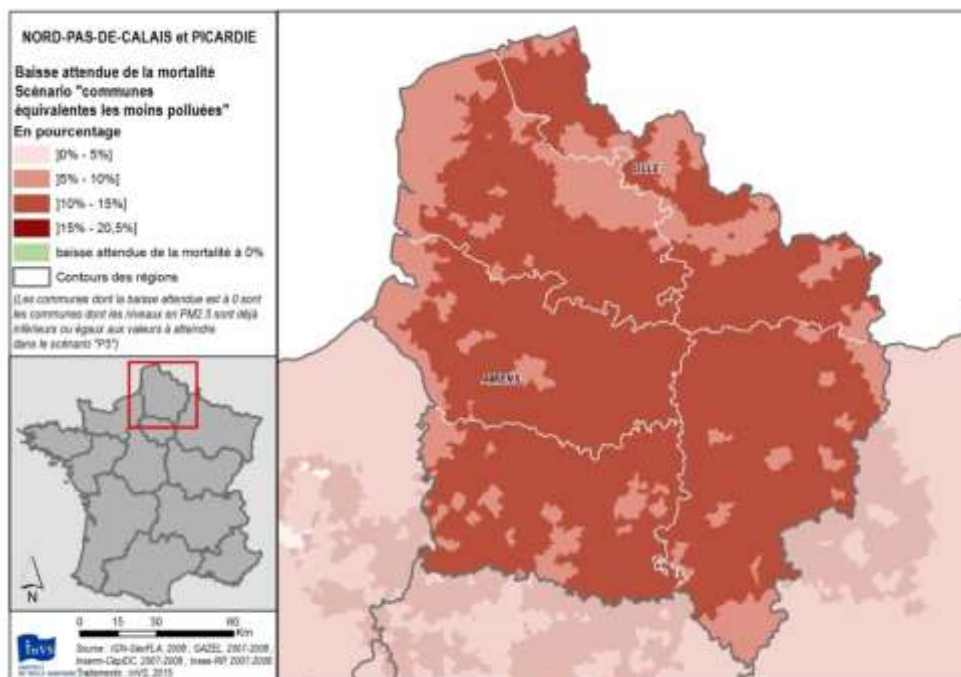 NORD-PAS-DE-CALAIS et PICARDIE
Baisse attendue de la mortalité
Scénario "communes
équivalentes les moins polluées"
En pourcentage
]0% - 5%]
]5% - 10%]
]10% - 15%]
]15% - 20,5%]
baisse attendue de la mortalité à 0%
Contours des régions
(Les communes dont la baisse attendue est à 0 sont
les communes dont les niveaux en PM2.5 sont déjà
inférieurs ou égaux aux valeurs à atteindre
dans le scénario "P5")
LILLE
AMIENS
N
0 15 30 60
Km
Source : IGN-GéoFLA, 2008 ; GAZEL, 2007-2008 ;
Inserm-CépiDC, 2007-2008 ; Insee-RP, 2007-2008
Traitements : InVS, 2015
InVS